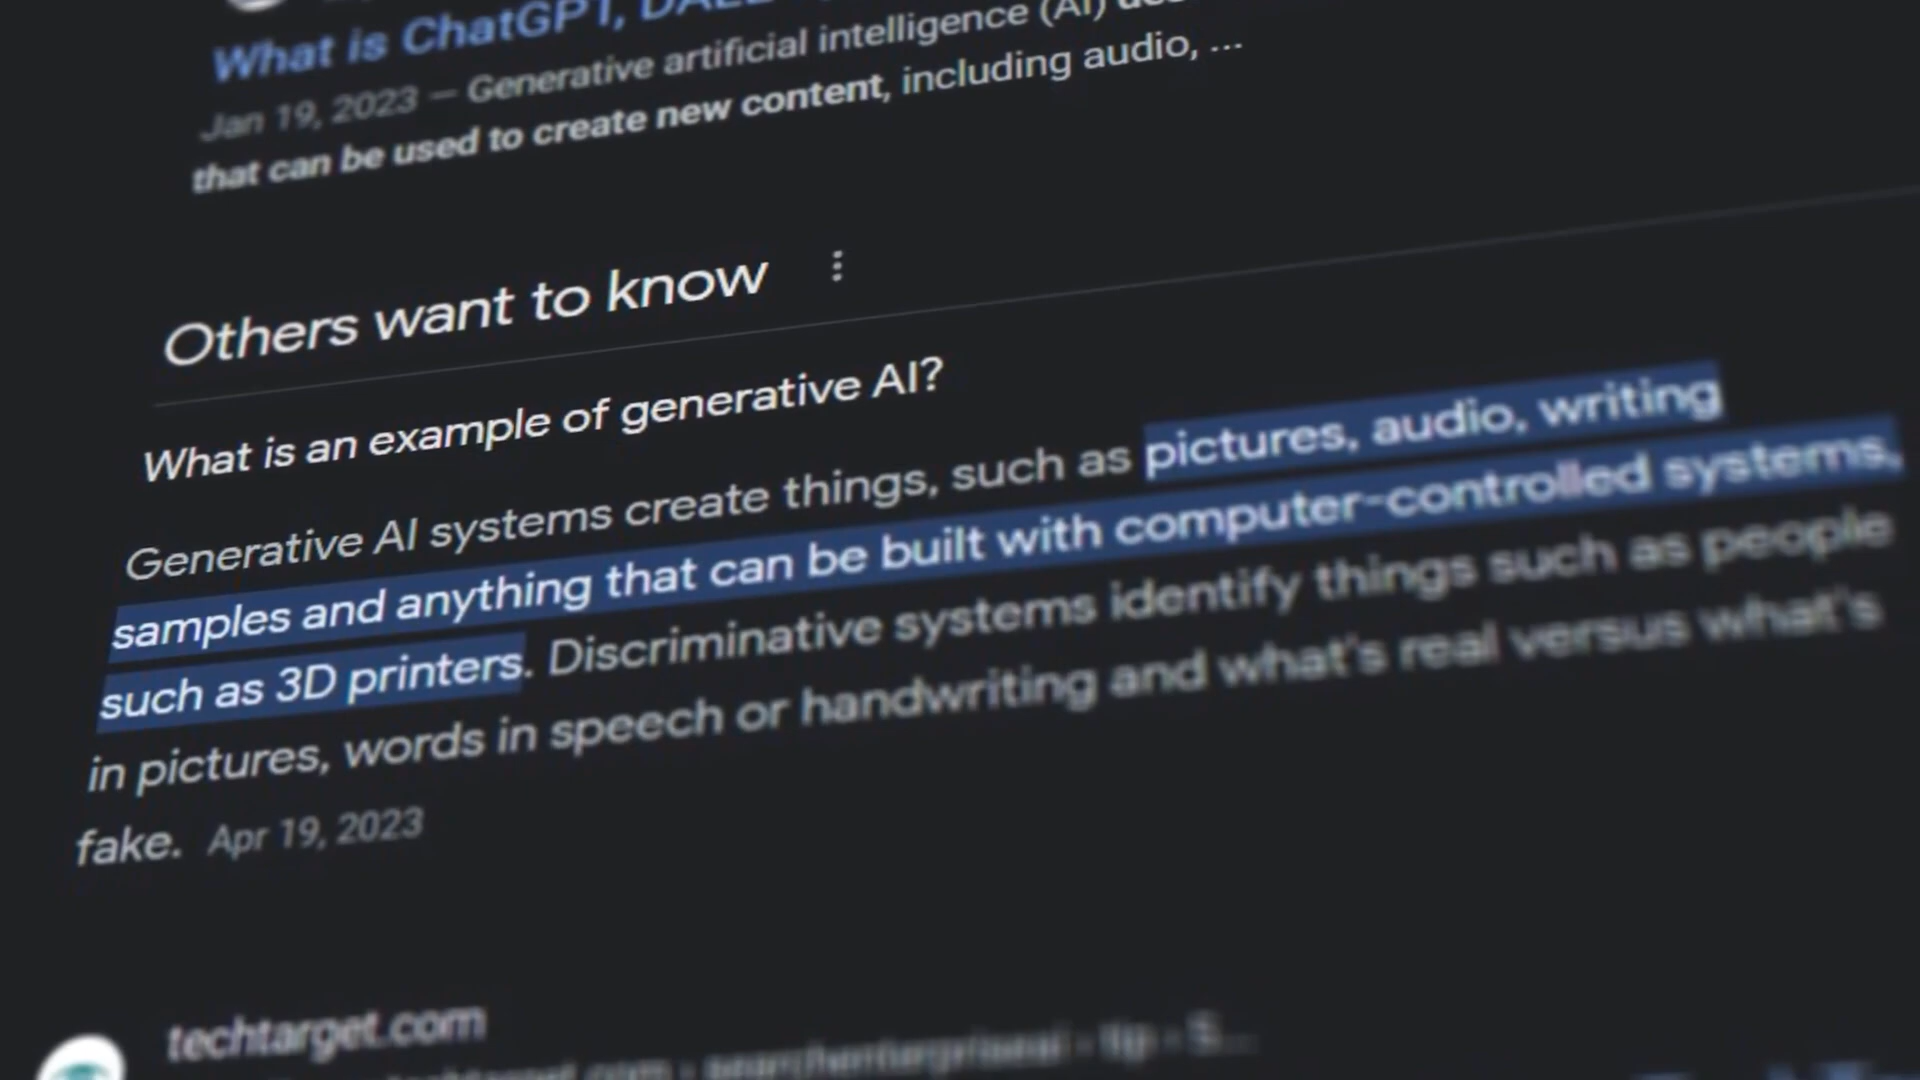 What is ChatGPT,
Jan 19, 2023 — Generative artificial intelligence (AI)
that can be used to create new content, including audio, ...
Others want to know
What is an example of generative AI?
Generative AI systems create things, such as pictures, audio, writing
samples and anything that can be built with computer-controlled systems,
such as 3D printers. Discriminative systems identify things such as people
in pictures, words in speech or handwriting and what's real versus what's
fake. Apr 19, 2023
techtarget.com